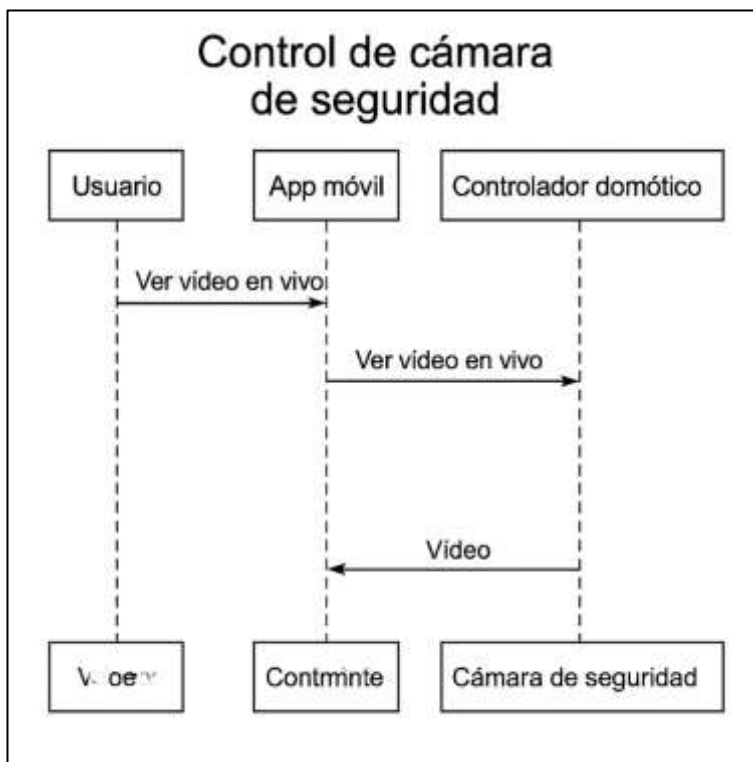 Control de cámara
de seguridad
Usuario
App móvil
Controlador domótico
Ver vídeo en vivo
Ver vídeo en vivo
Vídeo
Contminte
Cámara de seguridad